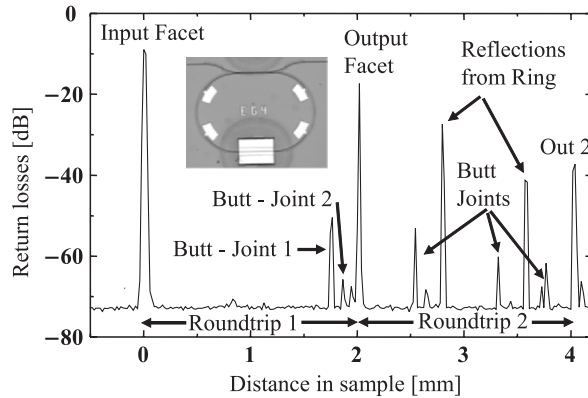 Input Facet
Output
Facet
Reflections
from Ring
Out 2
Butt
Joints
Butt - Joint 2
Butt - Joint 1
Roundtrip 1
Roundtrip 2
Return losses [dB]
0
−20
−40
−60
−80
0
1
2
3
4
Distance in sample [mm]